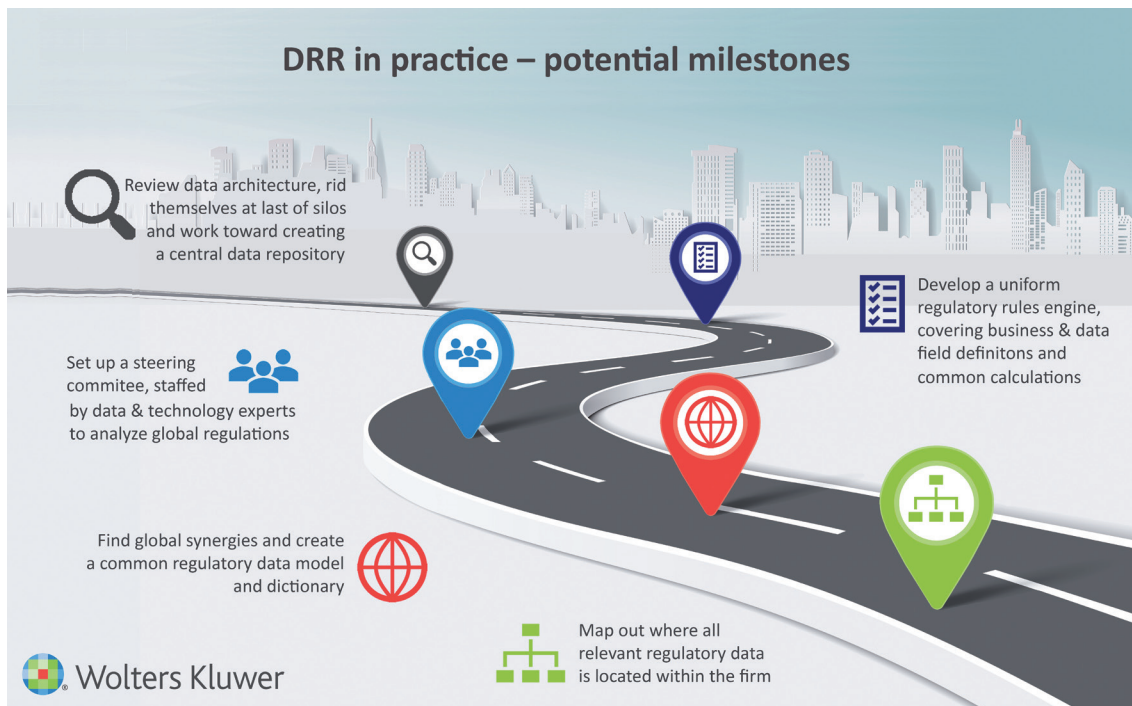 DRR in practice – potential milestones
Review data architecture, rid
themselves at last of silos
and work toward creating
a central data repository
Develop a uniform
regulatory rules engine,
covering business & data
field definitons and
common calculations
Set up a steering
commitee, staffed
by data & technology experts
to analyze global regulations
Find global synergies and create
a common regulatory data model
and dictionary
Map out where all
relevant regulatory data
is located within the firm
Wolters Kluwer